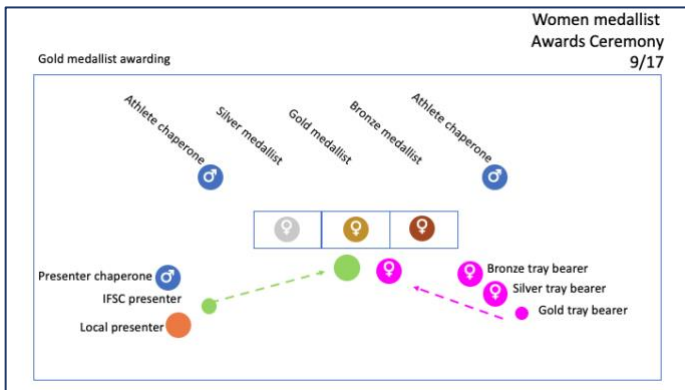 Women medallist
Awards Ceremony
9/17
Gold medallist awarding
Athlete chaperone
Silver medallist
Gold medallist
Bronze medallist
Athlete chaperone
Presenter chaperone
IFSC presenter
Local presenter
Bronze tray bearer
Silver tray bearer
Gold tray bearer